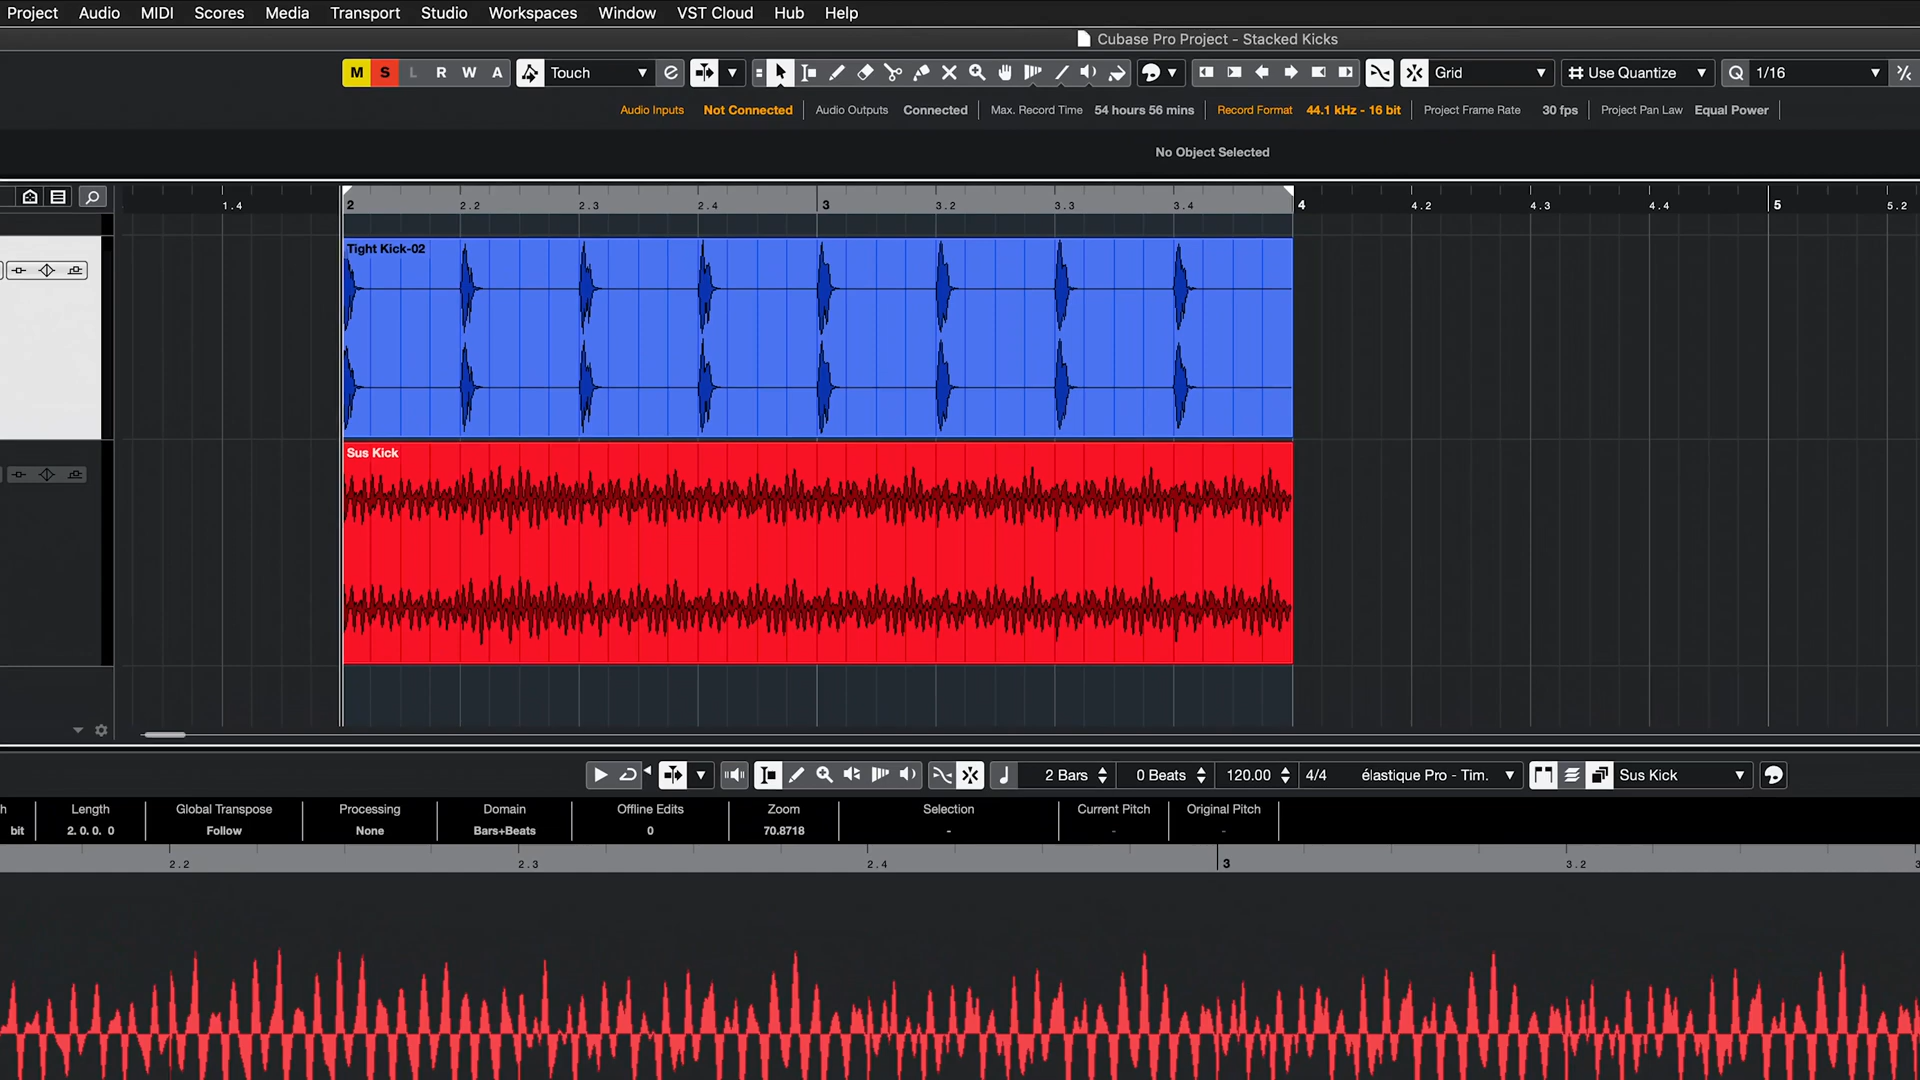 Project Audio MIDI Scores Media Transport Studio Workspaces Window VST Cloud Hub Help
Cubase Pro Project - Stacked Kicks
M S L R W A Touch Grid Use Quantize Q 1/16
Audio Inputs Not Connected Audio Outputs Connected Max. Record Time 54 hours 56 mins Record Format 44.1 kHz - 16 bit Project Frame Rate 30 fps Project Pan Law Equal Power
No Object Selected
1.4 2 2.2 2.3 2.4 3 3.2 3.3 3.4 4 4.2 4.3 4.4 5 5.2
Tight Kick-02
Sus Kick
2 Bars 0 Beats 120.00 4/4 élastique Pro - Tim. Sus Kick
h Length Global Transpose Processing Domain Offline Edits Zoom Selection Current Pitch Original Pitch
bit 2. 0. 0. 0 Follow None Bars+Beats 0 70.8718 - - -
2.2 2.3 2.4 3 3.2